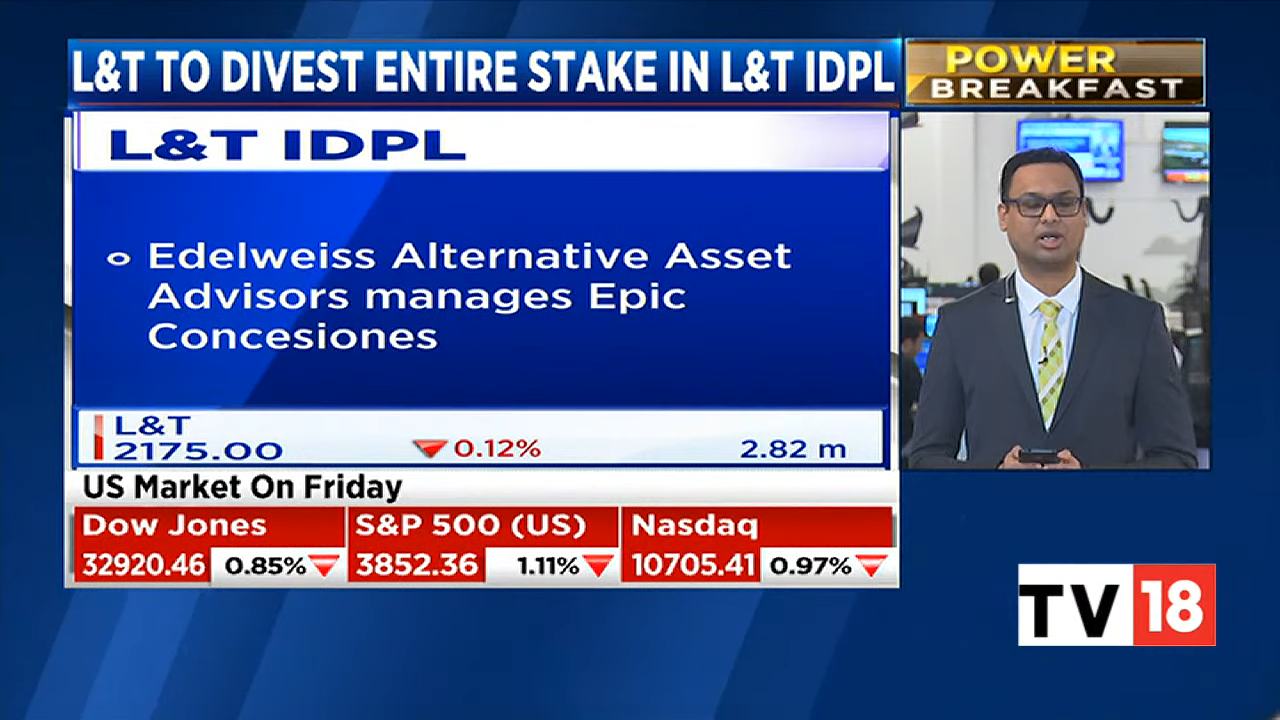 L&T TO DIVEST ENTIRE STAKE IN L&T IDPL
POWER
BREAKFAST
L&T IDPL
Edelweiss Alternative Asset
Advisors manages Epic
Concesiones
L&T
2175.00 0.12% 2.82 m
US Market On Friday
Dow Jones S&P 500 (US) Nasdaq
32920.46 0.85% 3852.36 1.11% 10705.41 0.97%
TV18